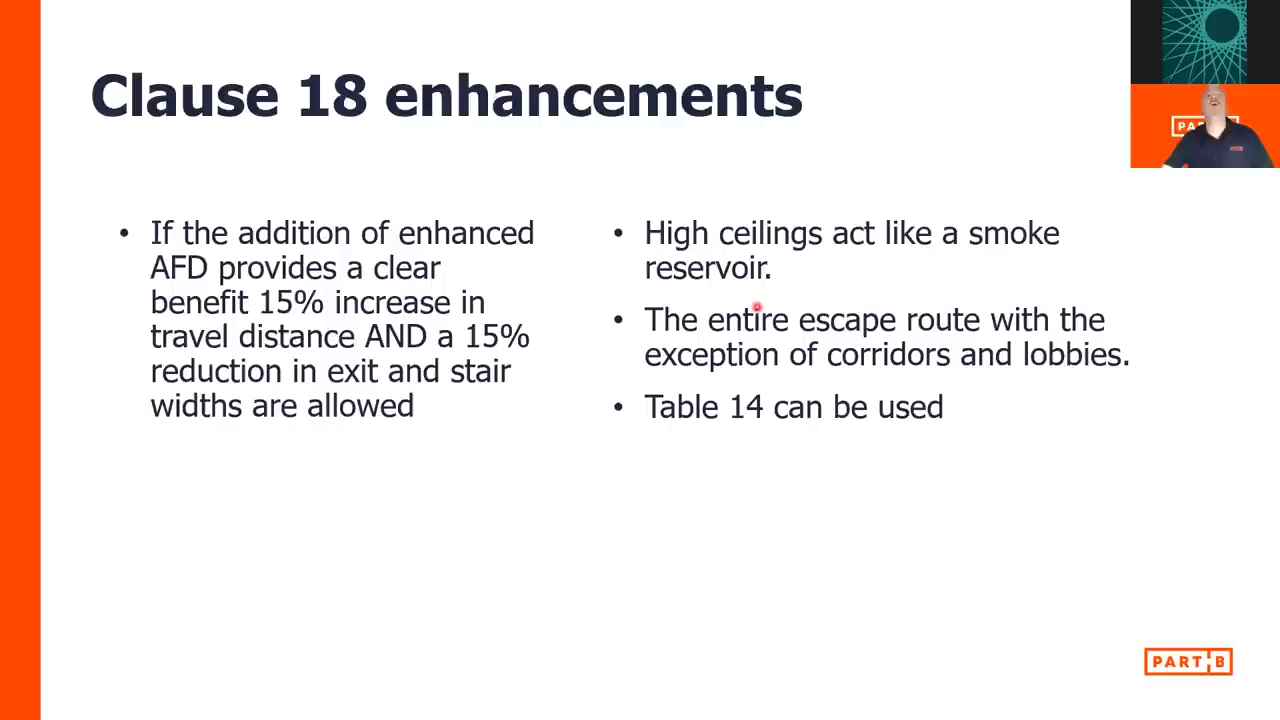 Clause 18 enhancements
• If the addition of enhanced
AFD provides a clear
benefit 15% increase in
travel distance AND a 15%
reduction in exit and stair
widths are allowed
• High ceilings act like a smoke
reservoir.
• The entire escape route with the
exception of corridors and lobbies.
• Table 14 can be used
PART B